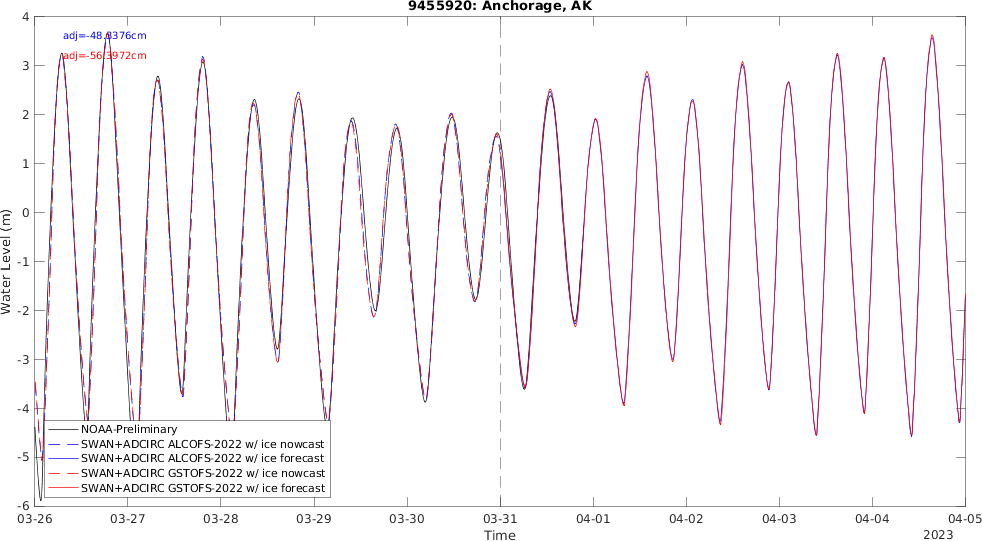 9455920: Anchorage, AK
adj=-48.8376cm
adj=-56.3972cm
Water Level (m)
4
3
2
1
0
-1
-2
-3
-4
-5
-6
NOAA-Preliminary
SWAN+ADCIRC ALCOFS-2022 w/ ice nowcast
SWAN+ADCIRC ALCOFS-2022 w/ ice forecast
SWAN+ADCIRC GSTOFS-2022 w/ ice nowcast
SWAN+ADCIRC GSTOFS-2022 w/ ice forecast
03-26 03-27 03-28 03-29 03-30 03-31 04-01 04-02 04-03 04-04 04-05
Time
2023